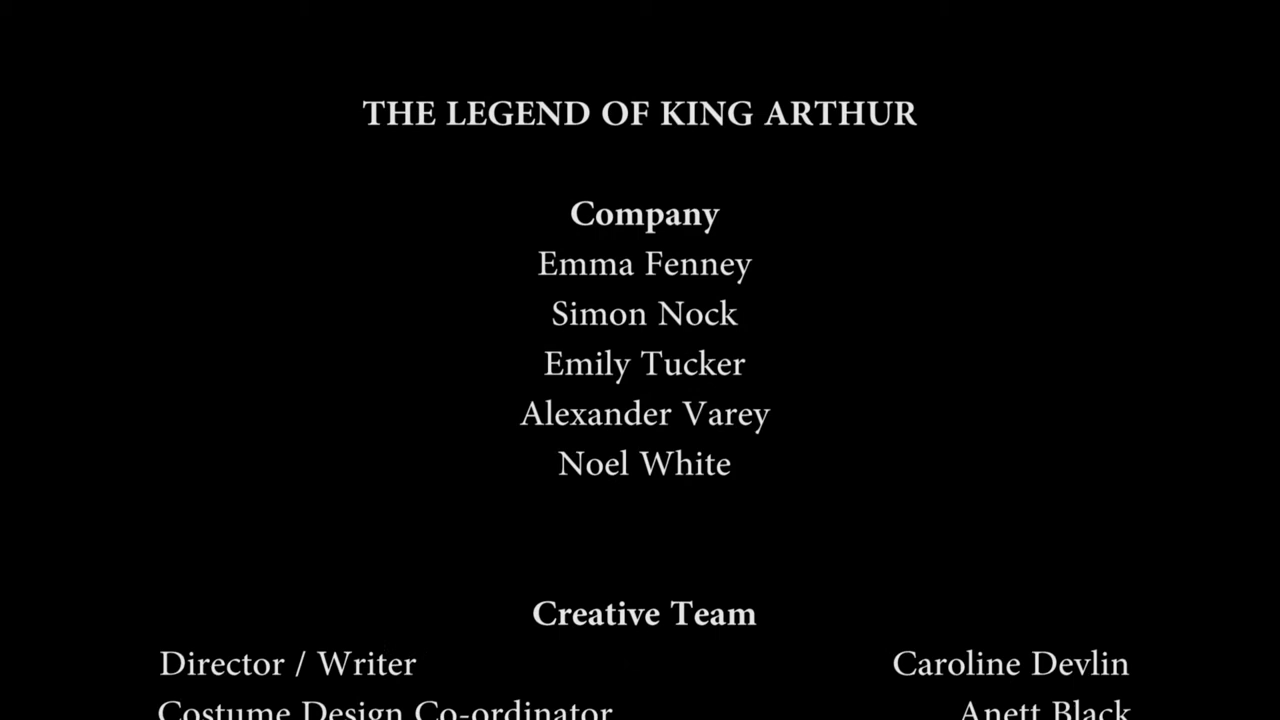 THE LEGEND OF KING ARTHUR
Company
Emma Fenney
Simon Nock
Emily Tucker
Alexander Varey
Noel White
Creative Team
Director / Writer Caroline Devlin
Costume Design Co-ordinator Anett Black